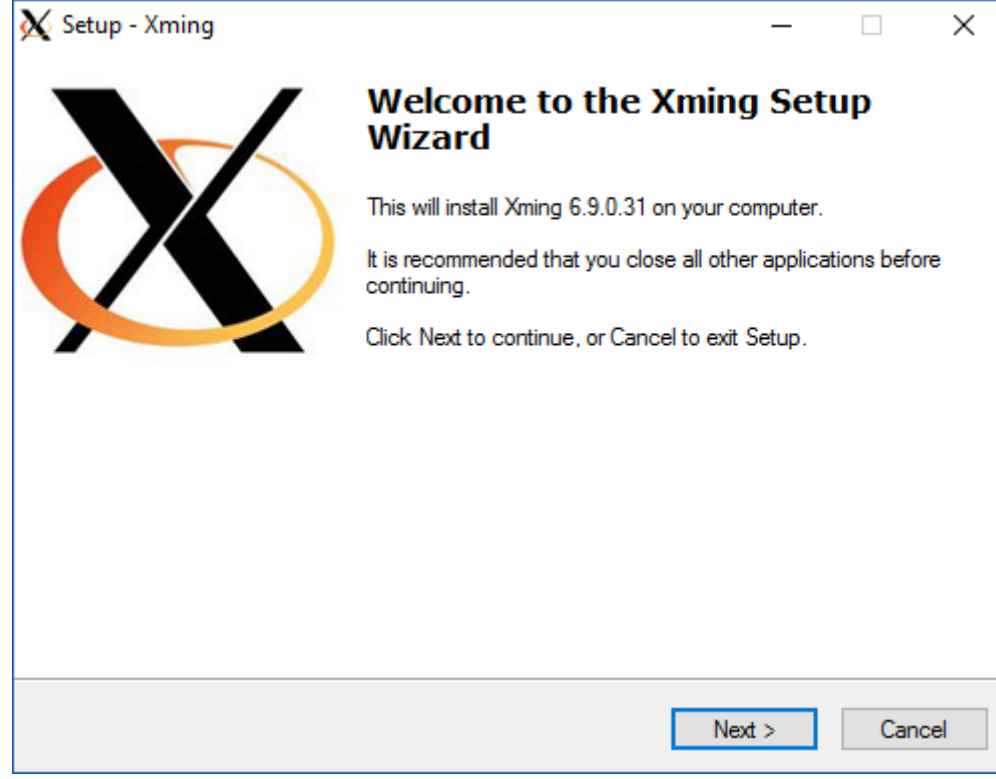 Setup - Xming
Welcome to the Xming Setup
Wizard
This will install Xming 6.9.0.31 on your computer.
It is recommended that you close all other applications before
continuing.
Click Next to continue, or Cancel to exit Setup.
Next >
Cancel